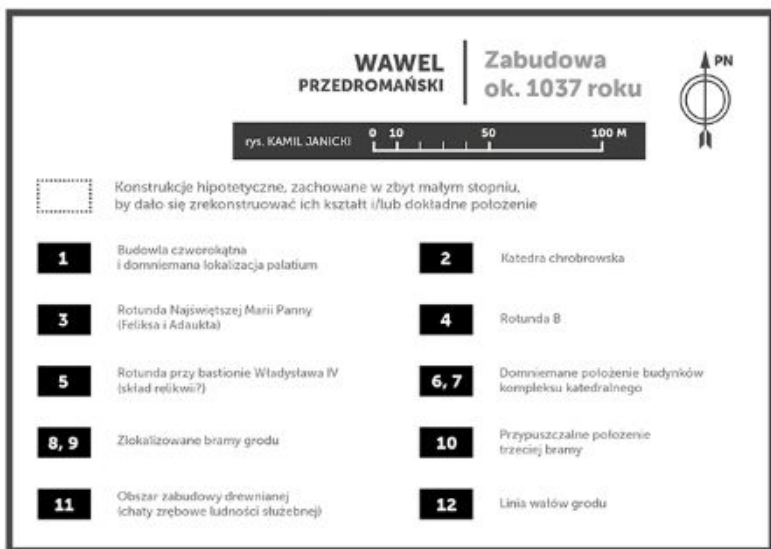 WAWEL
PRZEDROMAŃSKI
Zabudowa
ok. 1037 roku
PN
rys. KAMIL JANICKI
0 10 50 100 M
Konstrukcje hipotetyczne, zachowane w zbyt małym stopniu,
by dało się zrekonstruować ich kształt i/lub dokładne położenie
1
Budowla czworokątna
i domniemana lokalizacja palatium
2
Katedra chrobrowska
3
Rotunda Najświętszej Marii Panny
(Feliksa i Adaukta)
4
Rotunda B
5
Rotunda przy bastionie Władysława IV
(skład relikwii?)
6, 7
Domniemane położenie budynków
kompleksu katedralnego
8, 9
Zlokalizowane bramy grodu
10
Przypuszczalne położenie
trzeciej bramy
11
Obszar zabudowy drewnianej
(chaty zrębowe ludności służebnej)
12
Linia wałów grodu